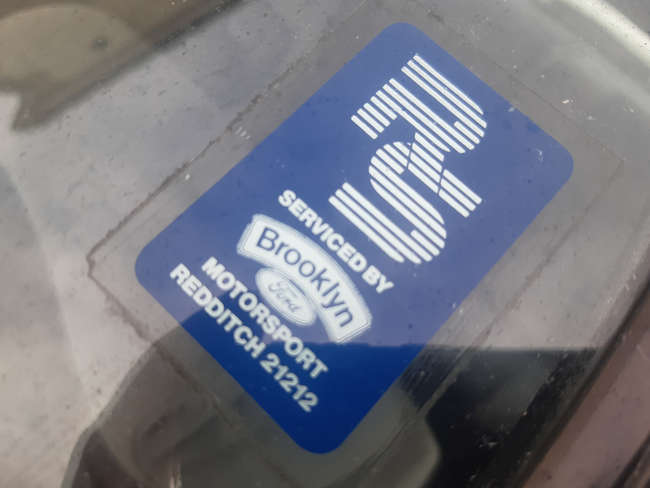 RS
SERVICED BY
Brooklyn
Ford
MOTORSPORT
REDDITCH 21212